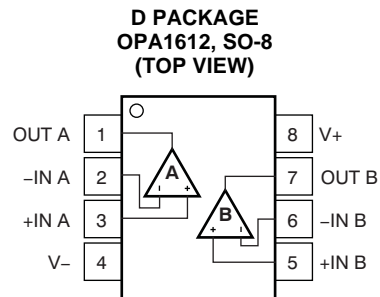 D PACKAGE
OPA1612, SO-8
(TOP VIEW)
OUT A 1 8 V+
–IN A 2 A 7 OUT B
+IN A 3 - + B 6 –IN B
V– 4 + - 5 +IN B